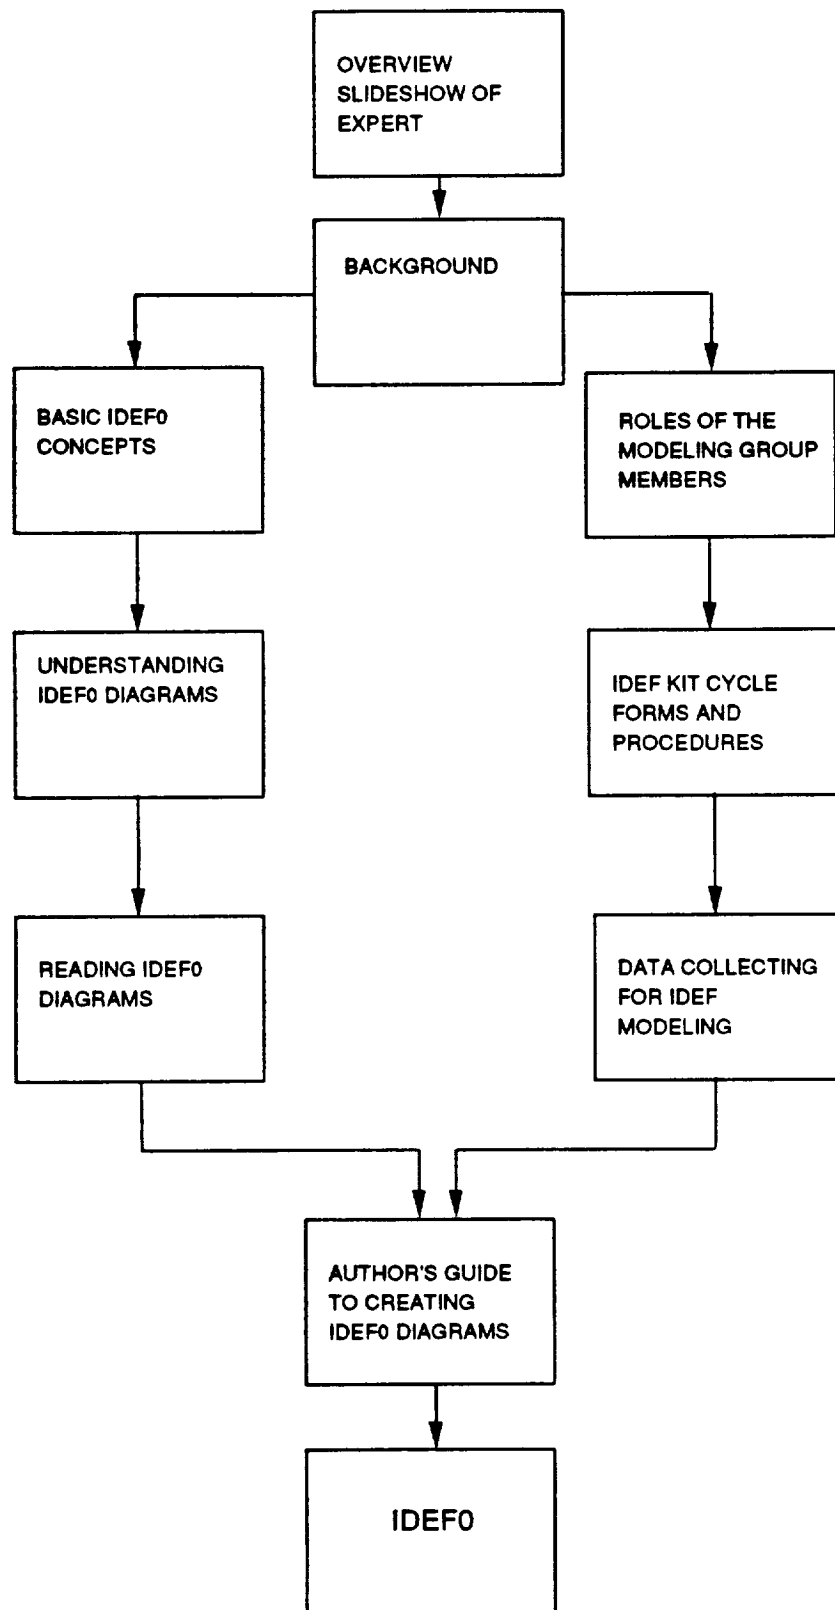 OVERVIEW
SLIDESHOW OF
EXPERT
BACKGROUND
BASIC IDEF0
CONCEPTS
ROLES OF THE
MODELING GROUP
MEMBERS
UNDERSTANDING
IDEF0 DIAGRAMS
IDEF KIT CYCLE
FORMS AND
PROCEDURES
READING IDEF0
DIAGRAMS
DATA COLLECTING
FOR IDEF
MODELING
AUTHOR'S GUIDE
TO CREATING
IDEF0 DIAGRAMS
IDEF0